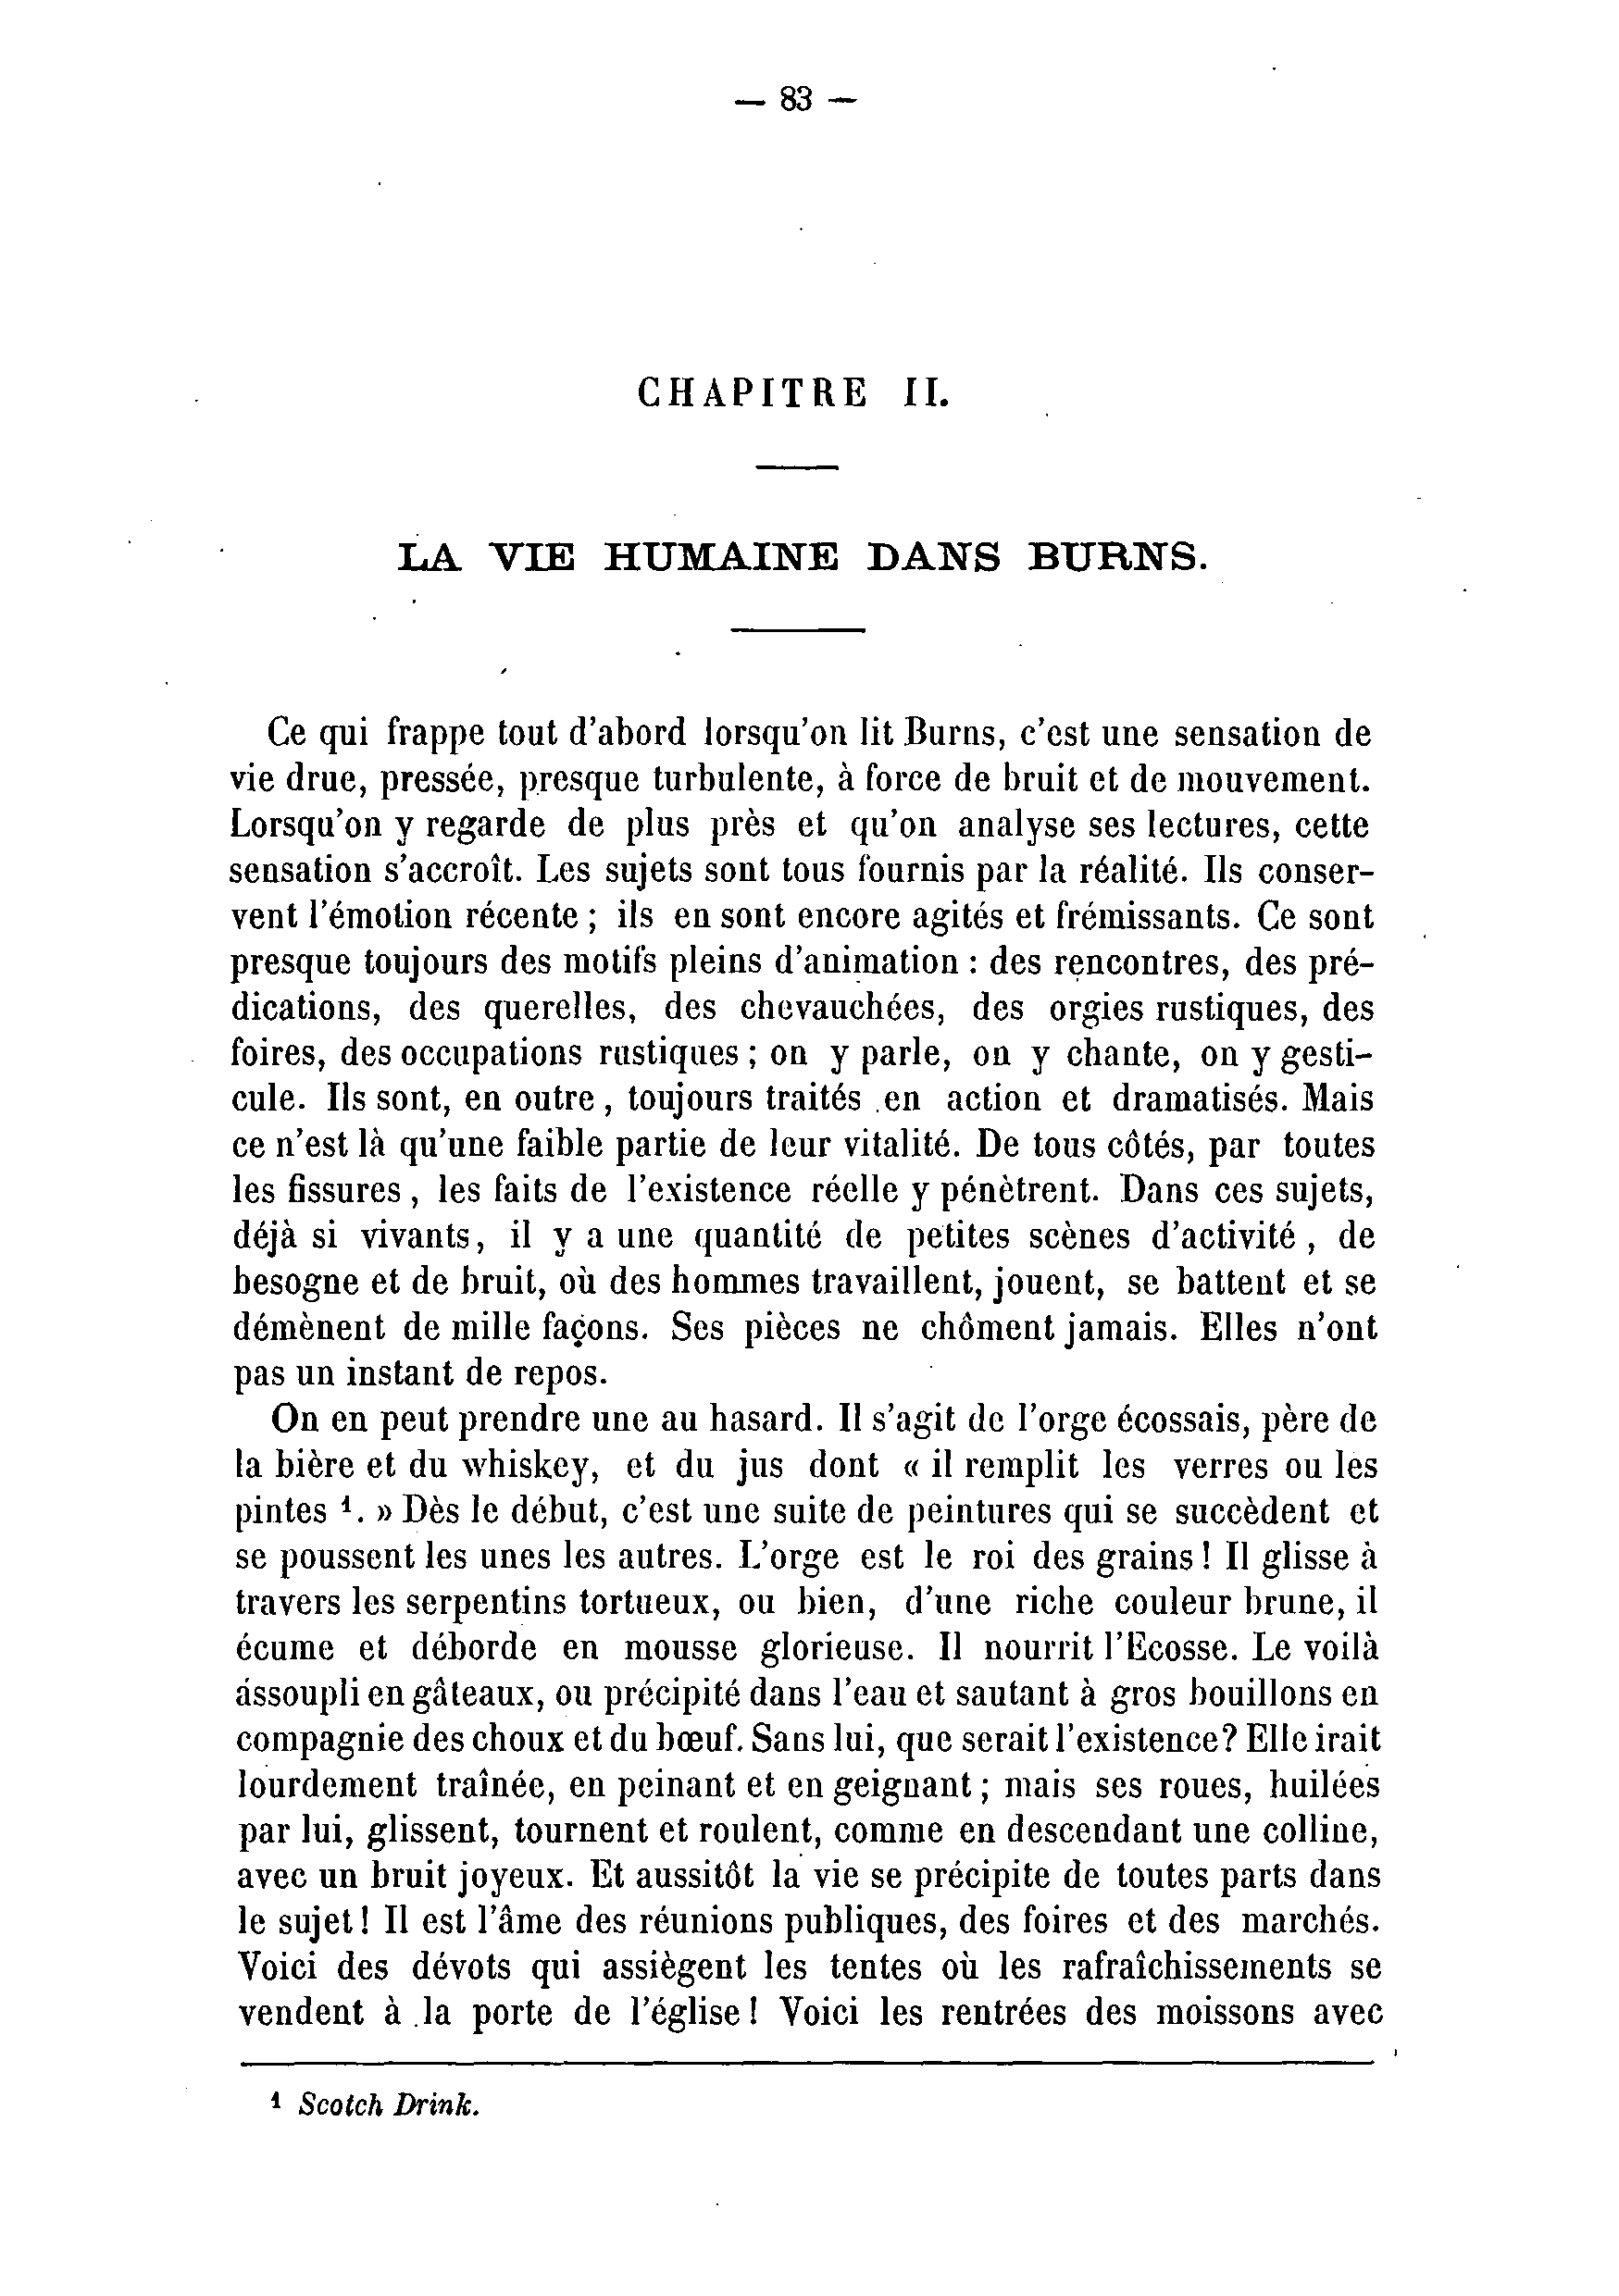 — 83 —
CHAPITRE II.
LA VIE HUMAINE DANS BURNS.
Ce qui frappe tout d'abord lorsqu'on lit Burns, c'est une sensation de
vie drue, pressée, presque turbulente, à force de bruit et de mouvement.
Lorsqu'on y regarde de plus près et qu'on analyse ses lectures, cette
sensation s'accroît. Les sujets sont tous fournis par la réalité. Ils conser-
vent l'émotion récente ; ils en sont encore agités et frémissants. Ce sont
presque toujours des motifs pleins d'animation : des rencontres, des pré-
dications, des querelles, des chevauchées, des orgies rustiques, des
foires, des occupations rustiques ; on y parle, on y chante, on y gesti-
cule. Ils sont, en outre, toujours traités en action et dramatisés. Mais
ce n'est là qu'une faible partie de leur vitalité. De tous côtés, par toutes
les fissures, les faits de l'existence réelle y pénètrent. Dans ces sujets,
déjà si vivants, il y a une quantité de petites scènes d'activité, de
besogne et de bruit, où des hommes travaillent, jouent, se battent et se
démènent de mille façons. Ses pièces ne chôment jamais. Elles n'ont
pas un instant de repos.
On en peut prendre une au hasard. Il s'agit de l'orge écossais, père de
la bière et du whiskey, et du jus dont « il remplit les verres ou les
pintes ¹. » Dès le début, c'est une suite de peintures qui se succèdent et
se poussent les unes les autres. L'orge est le roi des grains ! Il glisse à
travers les serpentins tortueux, ou bien, d'une riche couleur brune, il
écume et déborde en mousse glorieuse. Il nourrit l'Ecosse. Le voilà
assoupli en gâteaux, ou précipité dans l'eau et sautant à gros bouillons en
compagnie des choux et du bœuf. Sans lui, que serait l'existence? Elle irait
lourdement traînée, en peinant et en geignant ; mais ses roues, huilées
par lui, glissent, tournent et roulent, comme en descendant une colline,
avec un bruit joyeux. Et aussitôt la vie se précipite de toutes parts dans
le sujet ! Il est l'âme des réunions publiques, des foires et des marchés.
Voici des dévots qui assiègent les tentes où les rafraîchissements se
vendent à la porte de l'église ! Voici les rentrées des moissons avec
¹ Scotch Drink.